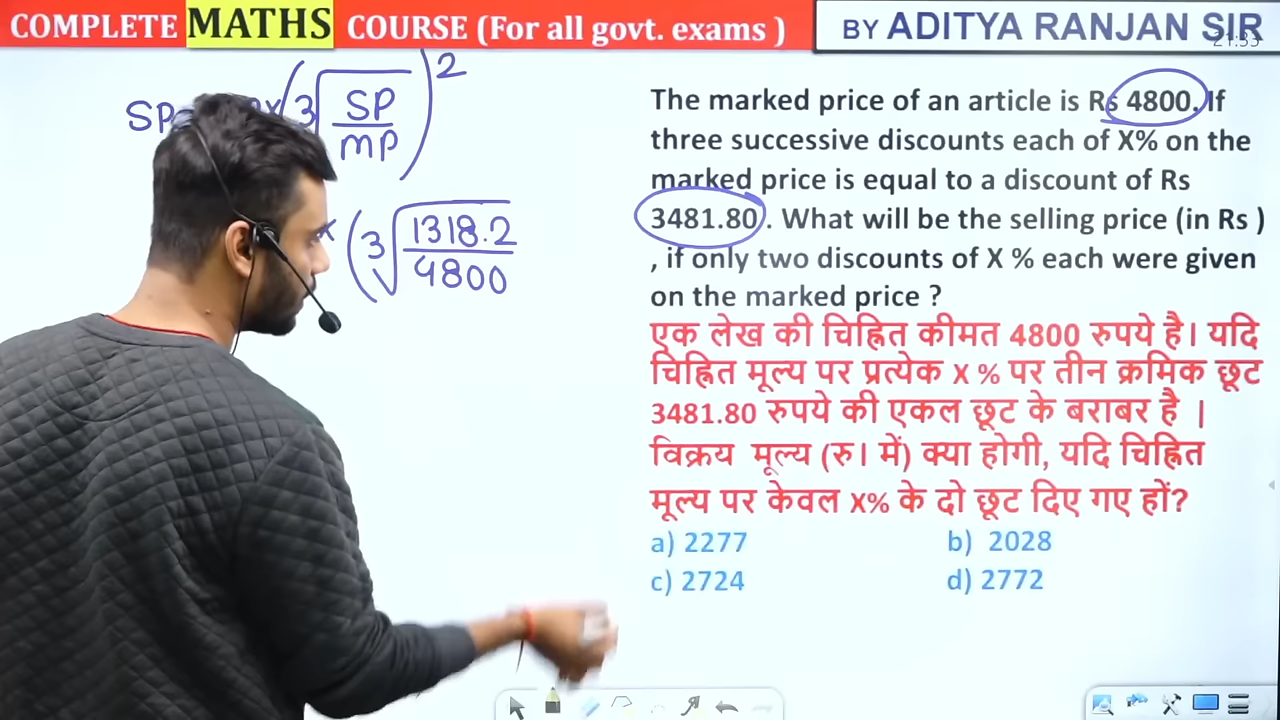 COMPLETE MATHS COURSE (For all govt. exams )
BY ADITYA RANJAN SIR
21:35
SP (3√SP/MP)2
x (3√1318.2/4800
The marked price of an article is Rs 4800. If
three successive discounts each of X% on the
marked price is equal to a discount of Rs
3481.80 . What will be the selling price (in Rs )
, if only two discounts of X % each were given
on the marked price ?
एक लेख की चिह्नित कीमत 4800 रुपये है। यदि
चिह्नित मूल्य पर प्रत्येक X % पर तीन क्रमिक छूट
3481.80 रुपये की एकल छूट के बराबर है |
विक्रय मूल्य (रु। में) क्या होगी, यदि चिह्नित
मूल्य पर केवल X% के दो छूट दिए गए हों?
a) 2277 b) 2028
c) 2724 d) 2772